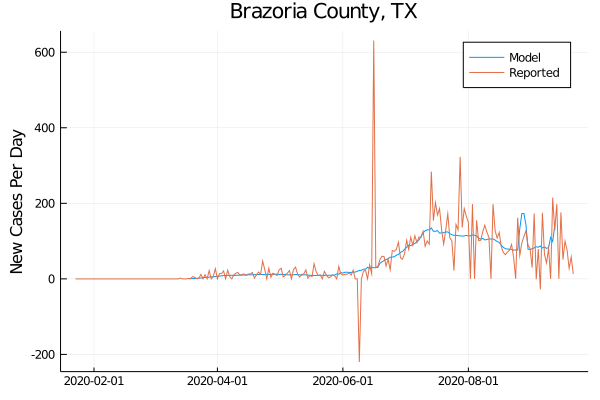 Brazoria County, TX
New Cases Per Day
600
400
200
0
-200
Model
Reported
2020-02-01
2020-04-01
2020-06-01
2020-08-01